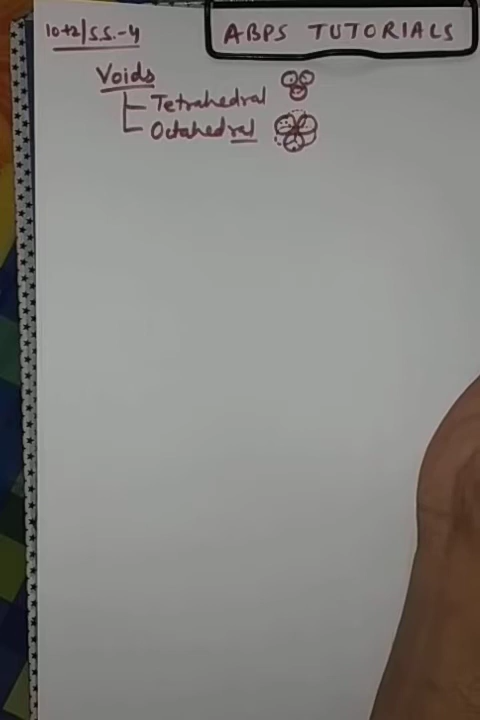 10+2/S.S.-4
ABPS TUTORIALS
Voids
Tetrahedral
Octahedral